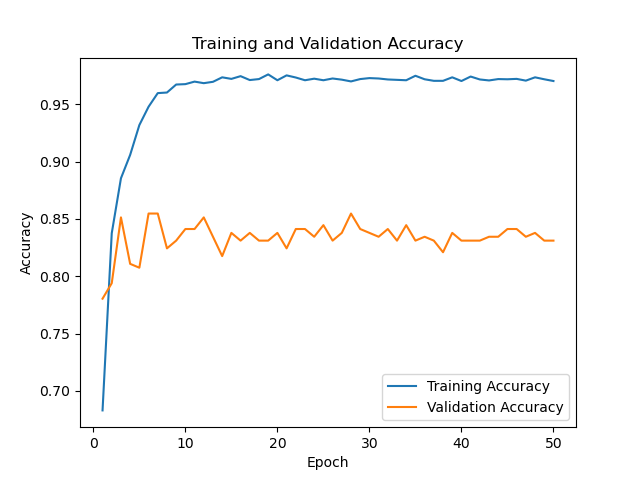 Training and Validation Accuracy
Accuracy
0.95
0.90
0.85
0.80
0.75
0.70
Training Accuracy
Validation Accuracy
0 10 20 30 40 50
Epoch